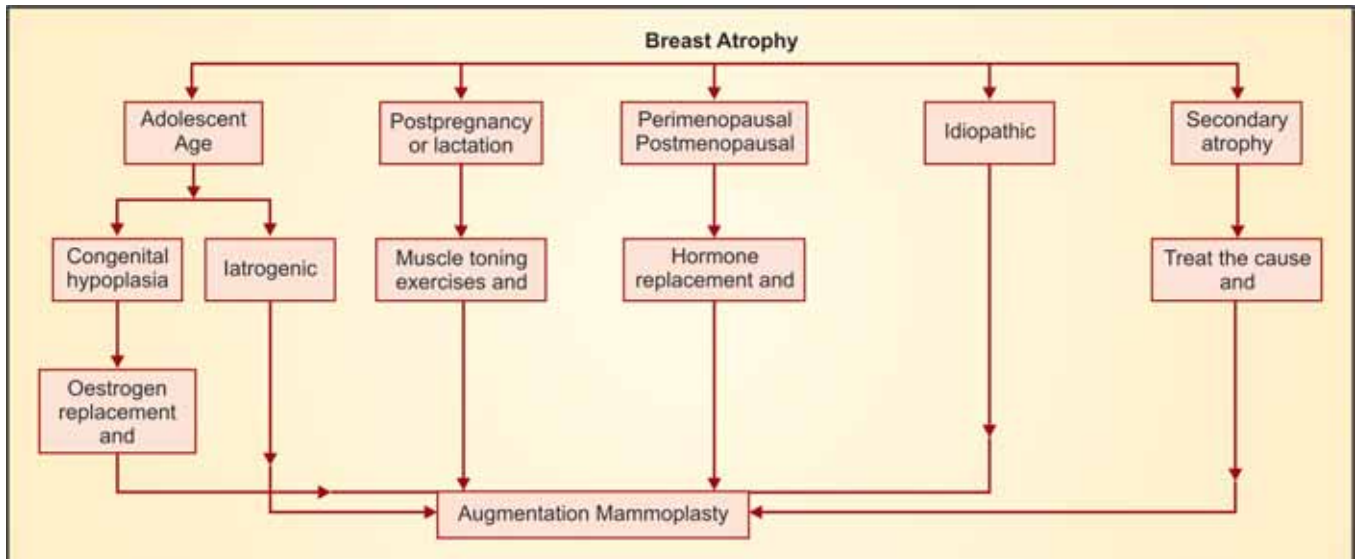 Breast Atrophy
Adolescent
Age
Postpregnancy
or lactation
Perimenopausal
Postmenopausal
Idiopathic
Secondary
atrophy
Congenital
hypoplasia
Iatrogenic
Muscle toning
exercises and
Hormone
replacement and
Treat the cause
and
Oestrogen
replacement
and
Augmentation Mammoplasty